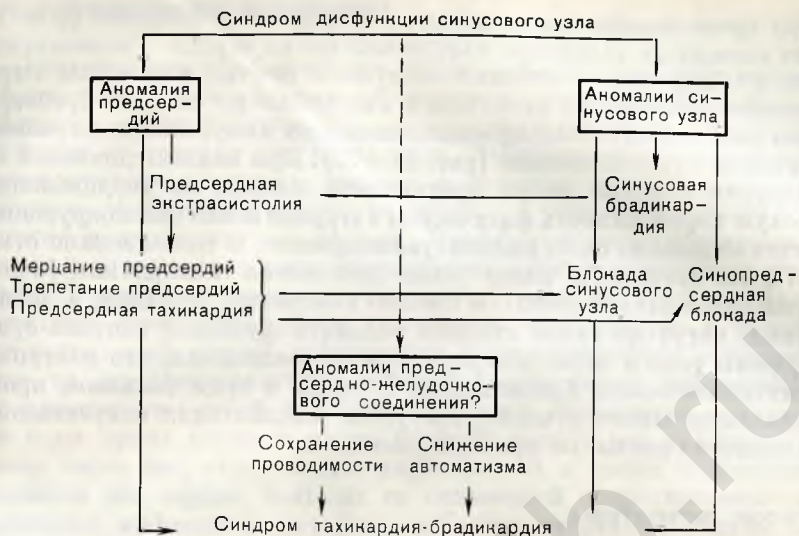 Синдром дисфункции синусового узла
Аномалия
предсер-
дий
Аномалии си-
нусового узла
Предсердная
экстрасистолия
Синусовая
брадикар-
дия
Мерцание предсердий
Трепетание предсердий
Предсердная тахикардия
Блокада
синусового
узла
Синопред-
сердная
блокада
Аномалии пред-
сердно-желудочко-
вого соединения?
Сохранение
проводимости
Снижение
автоматизма
Синдром тахикардия-брадикардия
b.ru